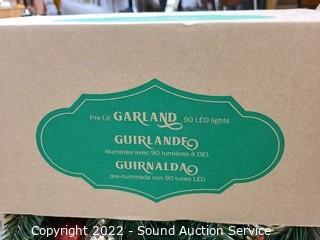 Pre Lit GARLAND 90 LED lights
GUIRLANDE
illuminée avec 90 lumières à DEL
GUIRNALDA
pre-iluminada con 90 luces LED
Copyright 2022 - Sound Auction Service